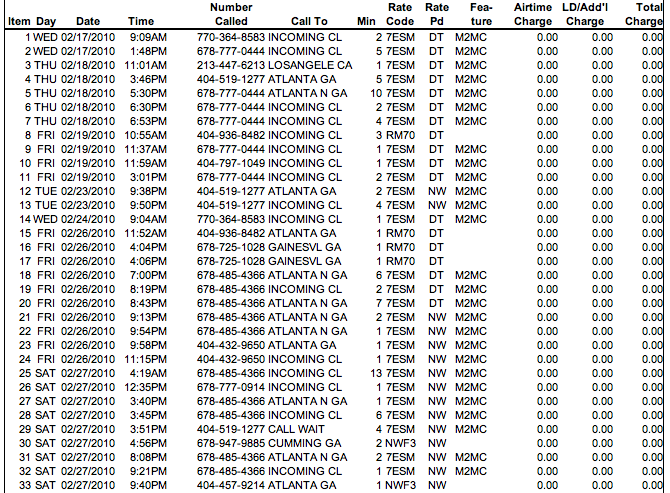 Number Rate Rate Fea- Airtime LD/Add'l Total
Item Day Date Time Called Call To Min Code Pd ture Charge Charge Charge
1 WED 02/17/2010 9:09AM 770-364-8583 INCOMING CL 2 7ESM DT M2MC 0.00 0.00 0.00
2 WED 02/17/2010 1:48PM 678-777-0444 INCOMING CL 5 7ESM DT M2MC 0.00 0.00 0.00
3 THU 02/18/2010 11:01AM 213-447-6213 LOSANGELE CA 1 7ESM DT M2MC 0.00 0.00 0.00
4 THU 02/18/2010 3:46PM 404-519-1277 ATLANTA GA 5 7ESM DT M2MC 0.00 0.00 0.00
5 THU 02/18/2010 5:30PM 678-777-0444 ATLANTA N GA 10 7ESM DT M2MC 0.00 0.00 0.00
6 THU 02/18/2010 6:30PM 678-777-0444 INCOMING CL 2 7ESM DT M2MC 0.00 0.00 0.00
7 THU 02/18/2010 6:53PM 678-777-0444 INCOMING CL 4 7ESM DT M2MC 0.00 0.00 0.00
8 FRI 02/19/2010 10:55AM 404-936-8482 INCOMING CL 3 RM70 DT 0.00 0.00 0.00
9 FRI 02/19/2010 11:37AM 678-777-0444 INCOMING CL 1 7ESM DT M2MC 0.00 0.00 0.00
10 FRI 02/19/2010 11:59AM 404-797-1049 INCOMING CL 1 7ESM DT M2MC 0.00 0.00 0.00
11 FRI 02/19/2010 3:01PM 678-777-0444 INCOMING CL 2 7ESM DT M2MC 0.00 0.00 0.00
12 TUE 02/23/2010 9:38PM 404-519-1277 ATLANTA GA 2 7ESM NW M2MC 0.00 0.00 0.00
13 TUE 02/23/2010 9:50PM 404-519-1277 INCOMING CL 4 7ESM NW M2MC 0.00 0.00 0.00
14 WED 02/24/2010 9:04AM 770-364-8583 INCOMING CL 1 7ESM DT M2MC 0.00 0.00 0.00
15 FRI 02/26/2010 11:52AM 404-936-8482 ATLANTA GA 1 RM70 DT 0.00 0.00 0.00
16 FRI 02/26/2010 4:04PM 678-725-1028 GAINESVL GA 1 RM70 DT 0.00 0.00 0.00
17 FRI 02/26/2010 4:06PM 678-725-1028 GAINESVL GA 1 RM70 DT 0.00 0.00 0.00
18 FRI 02/26/2010 7:00PM 678-485-4366 ATLANTA N GA 6 7ESM DT M2MC 0.00 0.00 0.00
19 FRI 02/26/2010 8:19PM 678-485-4366 INCOMING CL 2 7ESM DT M2MC 0.00 0.00 0.00
20 FRI 02/26/2010 8:43PM 678-485-4366 ATLANTA N GA 7 7ESM DT M2MC 0.00 0.00 0.00
21 FRI 02/26/2010 9:13PM 678-485-4366 ATLANTA N GA 2 7ESM NW M2MC 0.00 0.00 0.00
22 FRI 02/26/2010 9:54PM 678-485-4366 ATLANTA N GA 1 7ESM NW M2MC 0.00 0.00 0.00
23 FRI 02/26/2010 9:58PM 404-432-9650 ATLANTA GA 1 7ESM NW M2MC 0.00 0.00 0.00
24 FRI 02/26/2010 11:15PM 404-432-9650 INCOMING CL 1 7ESM NW M2MC 0.00 0.00 0.00
25 SAT 02/27/2010 4:19AM 678-485-4366 INCOMING CL 13 7ESM NW M2MC 0.00 0.00 0.00
26 SAT 02/27/2010 12:35PM 678-777-0914 INCOMING CL 1 7ESM NW M2MC 0.00 0.00 0.00
27 SAT 02/27/2010 3:40PM 678-485-4366 ATLANTA N GA 1 7ESM NW M2MC 0.00 0.00 0.00
28 SAT 02/27/2010 3:45PM 678-485-4366 INCOMING CL 6 7ESM NW M2MC 0.00 0.00 0.00
29 SAT 02/27/2010 3:51PM 404-519-1277 CALL WAIT 4 7ESM NW M2MC 0.00 0.00 0.00
30 SAT 02/27/2010 4:56PM 678-947-9885 CUMMING GA 2 NWF3 NW 0.00 0.00 0.00
31 SAT 02/27/2010 8:08PM 678-485-4366 ATLANTA N GA 2 7ESM NW M2MC 0.00 0.00 0.00
32 SAT 02/27/2010 9:21PM 678-485-4366 INCOMING CL 1 7ESM NW M2MC 0.00 0.00 0.00
33 SAT 02/27/2010 9:40PM 404-457-9214 ATLANTA GA 1 NWF3 NW 0.00 0.00 0.00